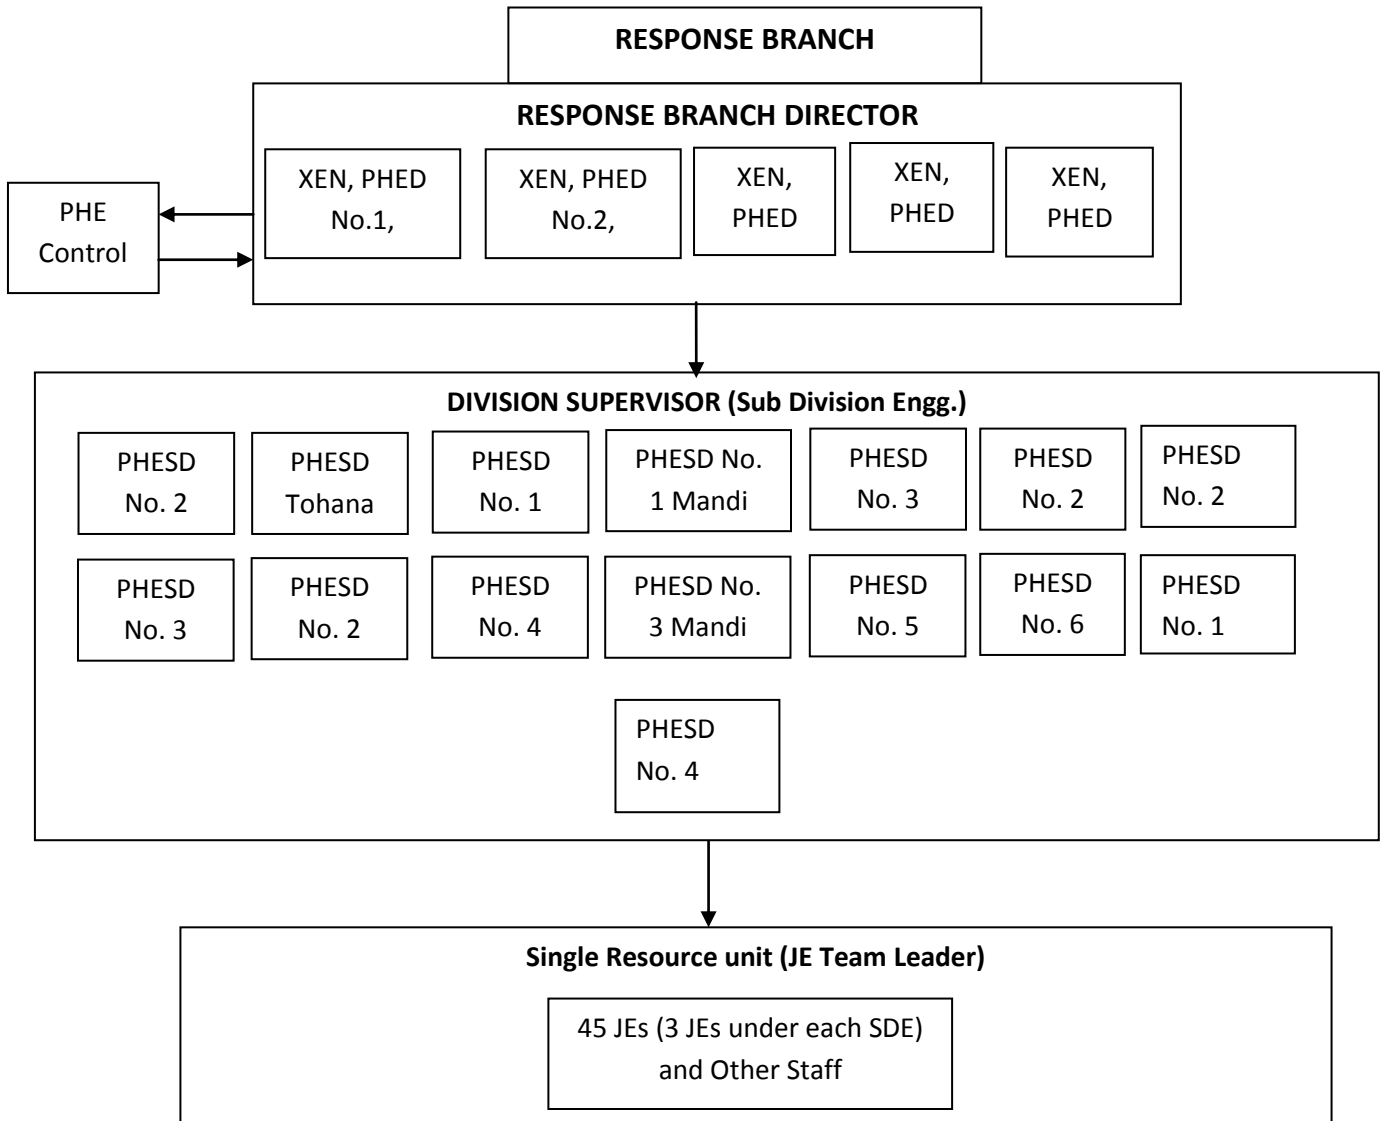 RESPONSE BRANCH
RESPONSE BRANCH DIRECTOR
XEN, PHED
No.1,
XEN, PHED
No.2,
XEN,
PHED
XEN,
PHED
XEN,
PHED
PHE
Control
DIVISION SUPERVISOR (Sub Division Engg.)
PHESD
No. 2
PHESD
Tohana
PHESD
No. 1
PHESD No.
1 Mandi
PHESD
No. 3
PHESD
No. 2
PHESD
No. 2
PHESD
No. 3
PHESD
No. 2
PHESD
No. 4
PHESD No.
3 Mandi
PHESD
No. 5
PHESD
No. 6
PHESD
No. 1
PHESD
No. 4
Single Resource unit (JE Team Leader)
45 JEs (3 JEs under each SDE)
and Other Staff